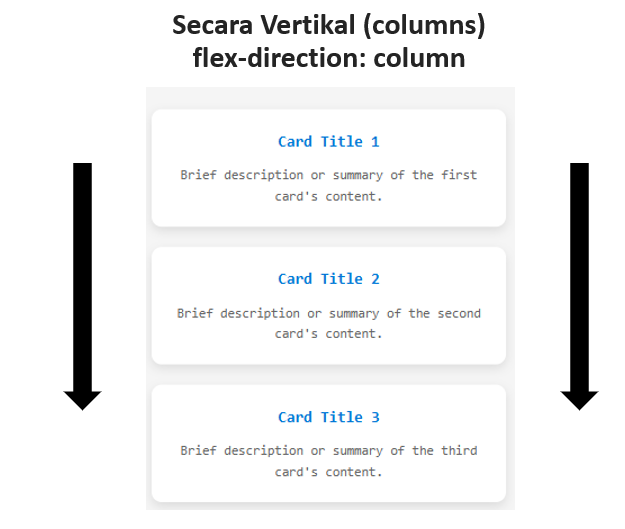 Secara Vertikal (columns)
flex-direction: column
Card Title 1
Brief description or summary of the first
card's content.
Card Title 2
Brief description or summary of the second
card's content.
Card Title 3
Brief description or summary of the third
card's content.